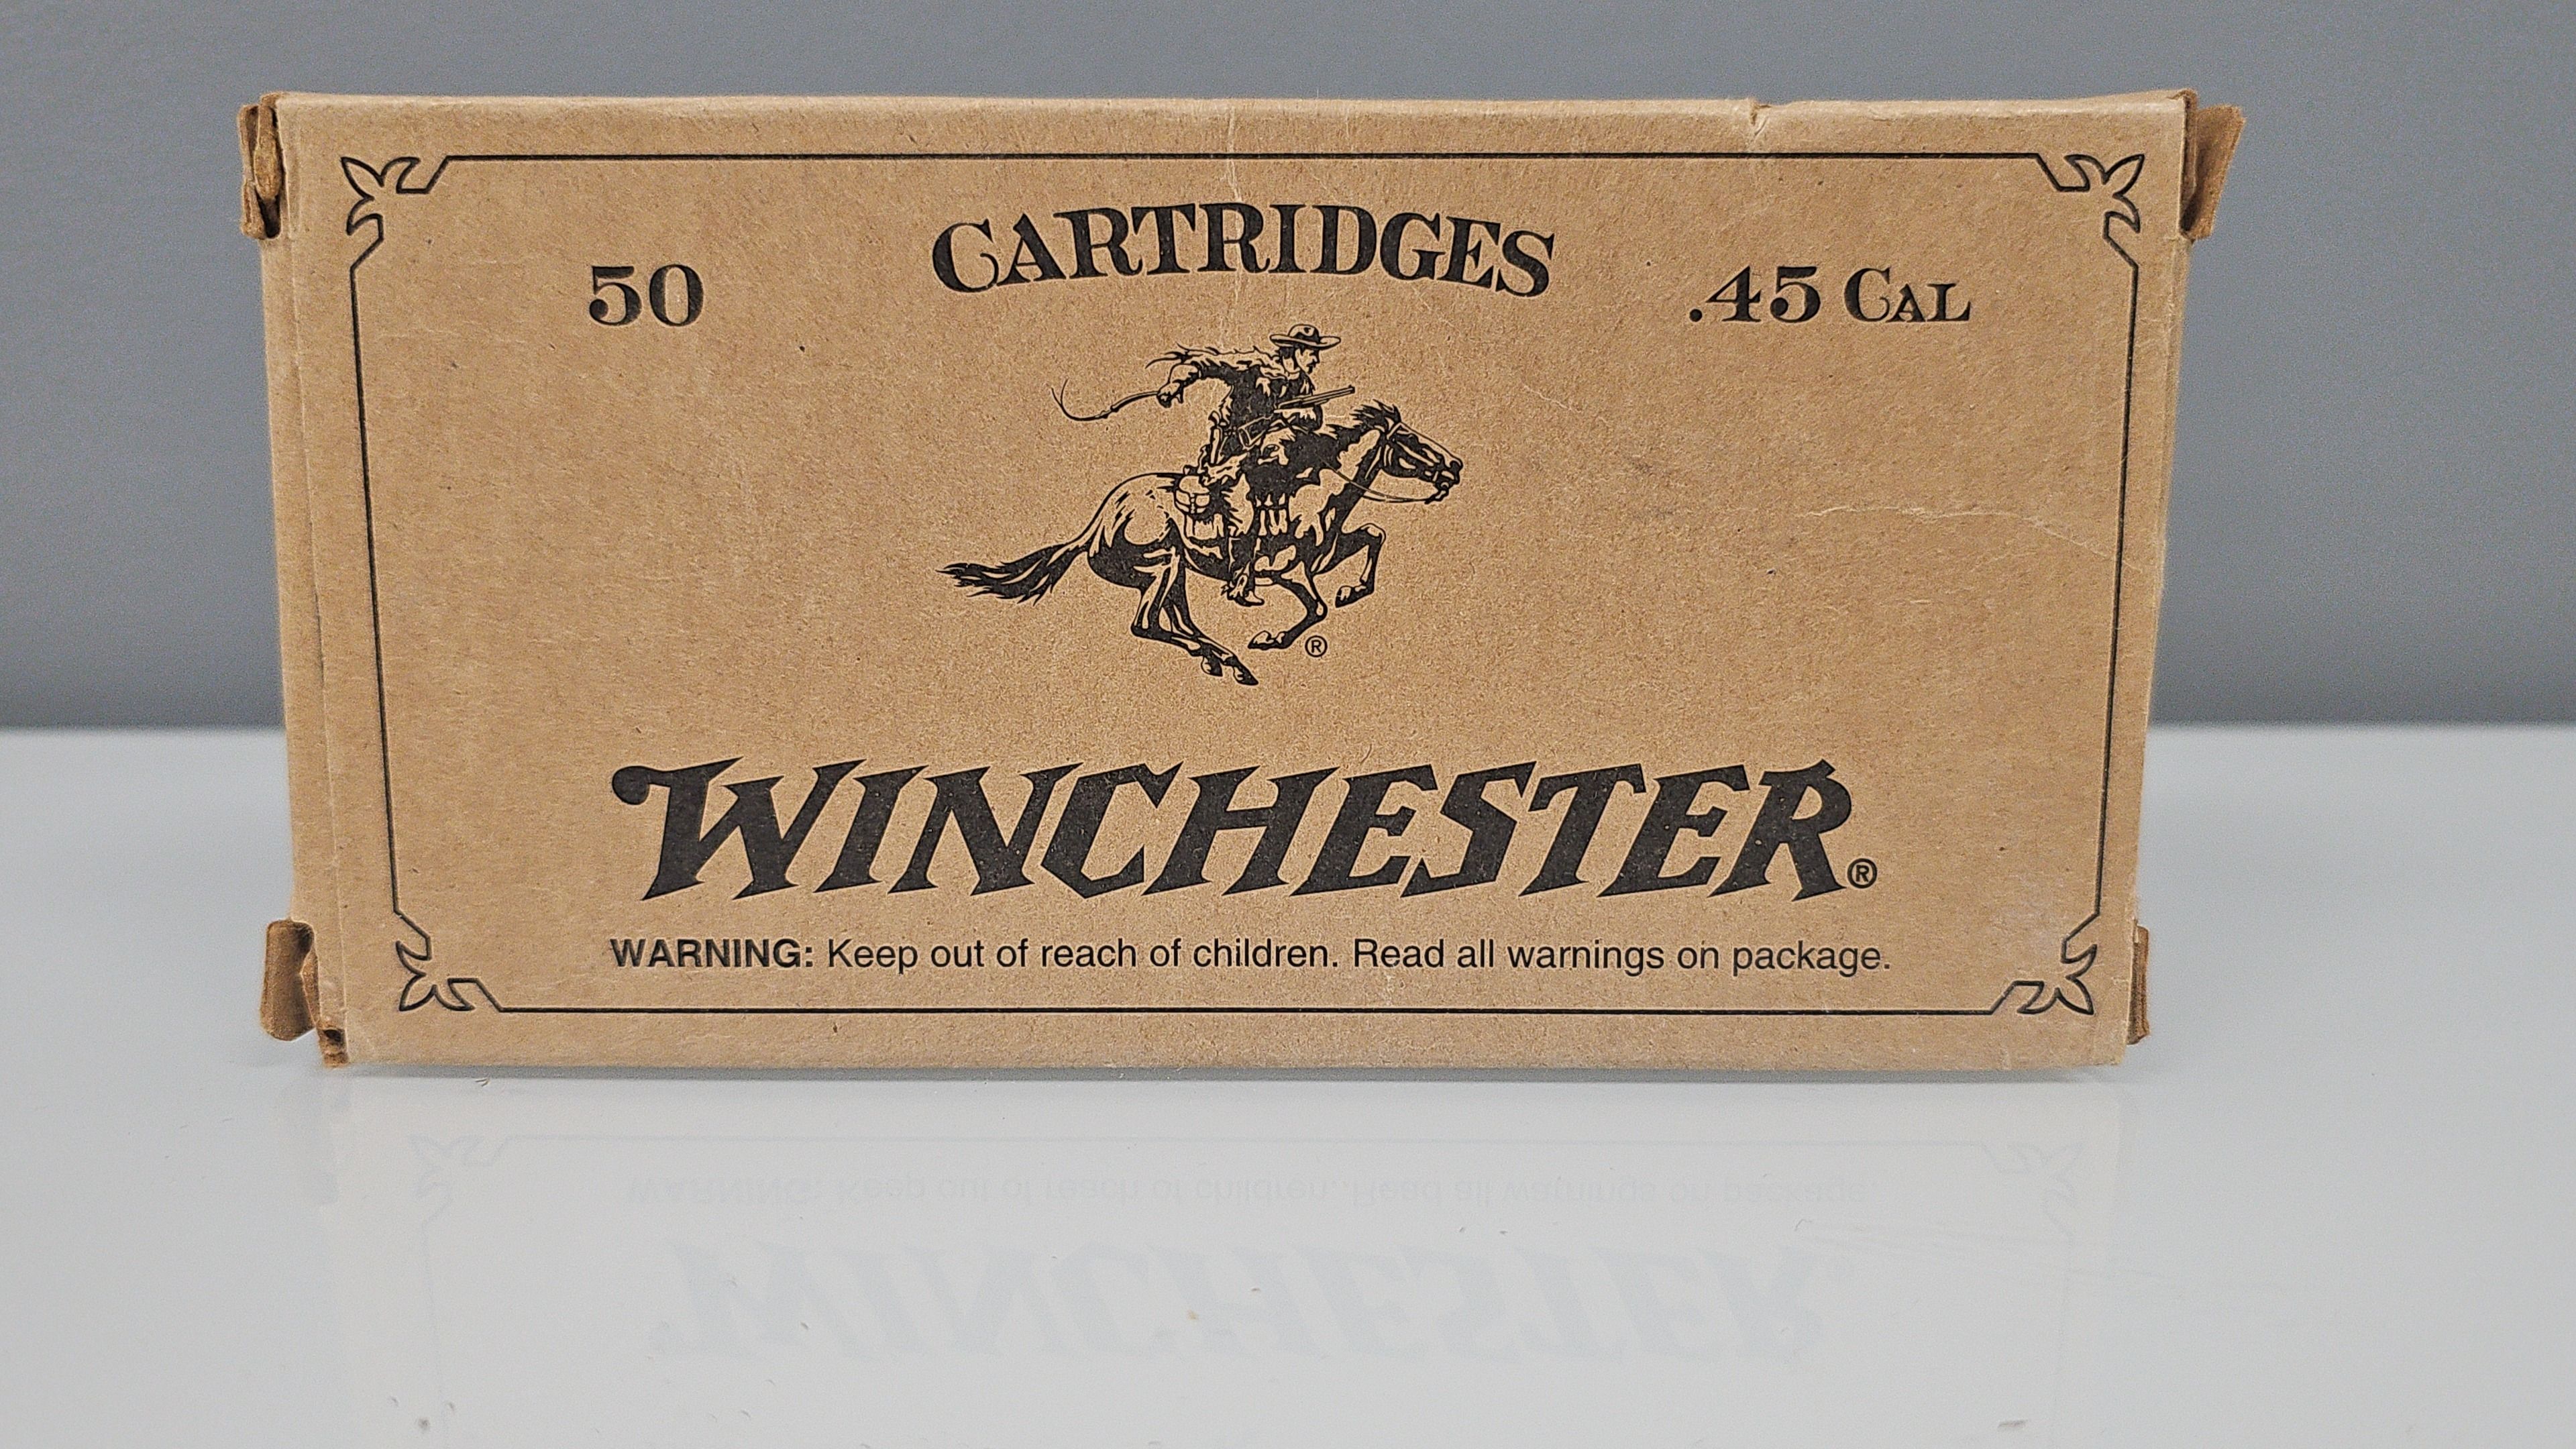 CARTRIDGES
50
.45 CAL
®
WINCHESTER®
WARNING: Keep out of reach of children. Read all warnings on package.